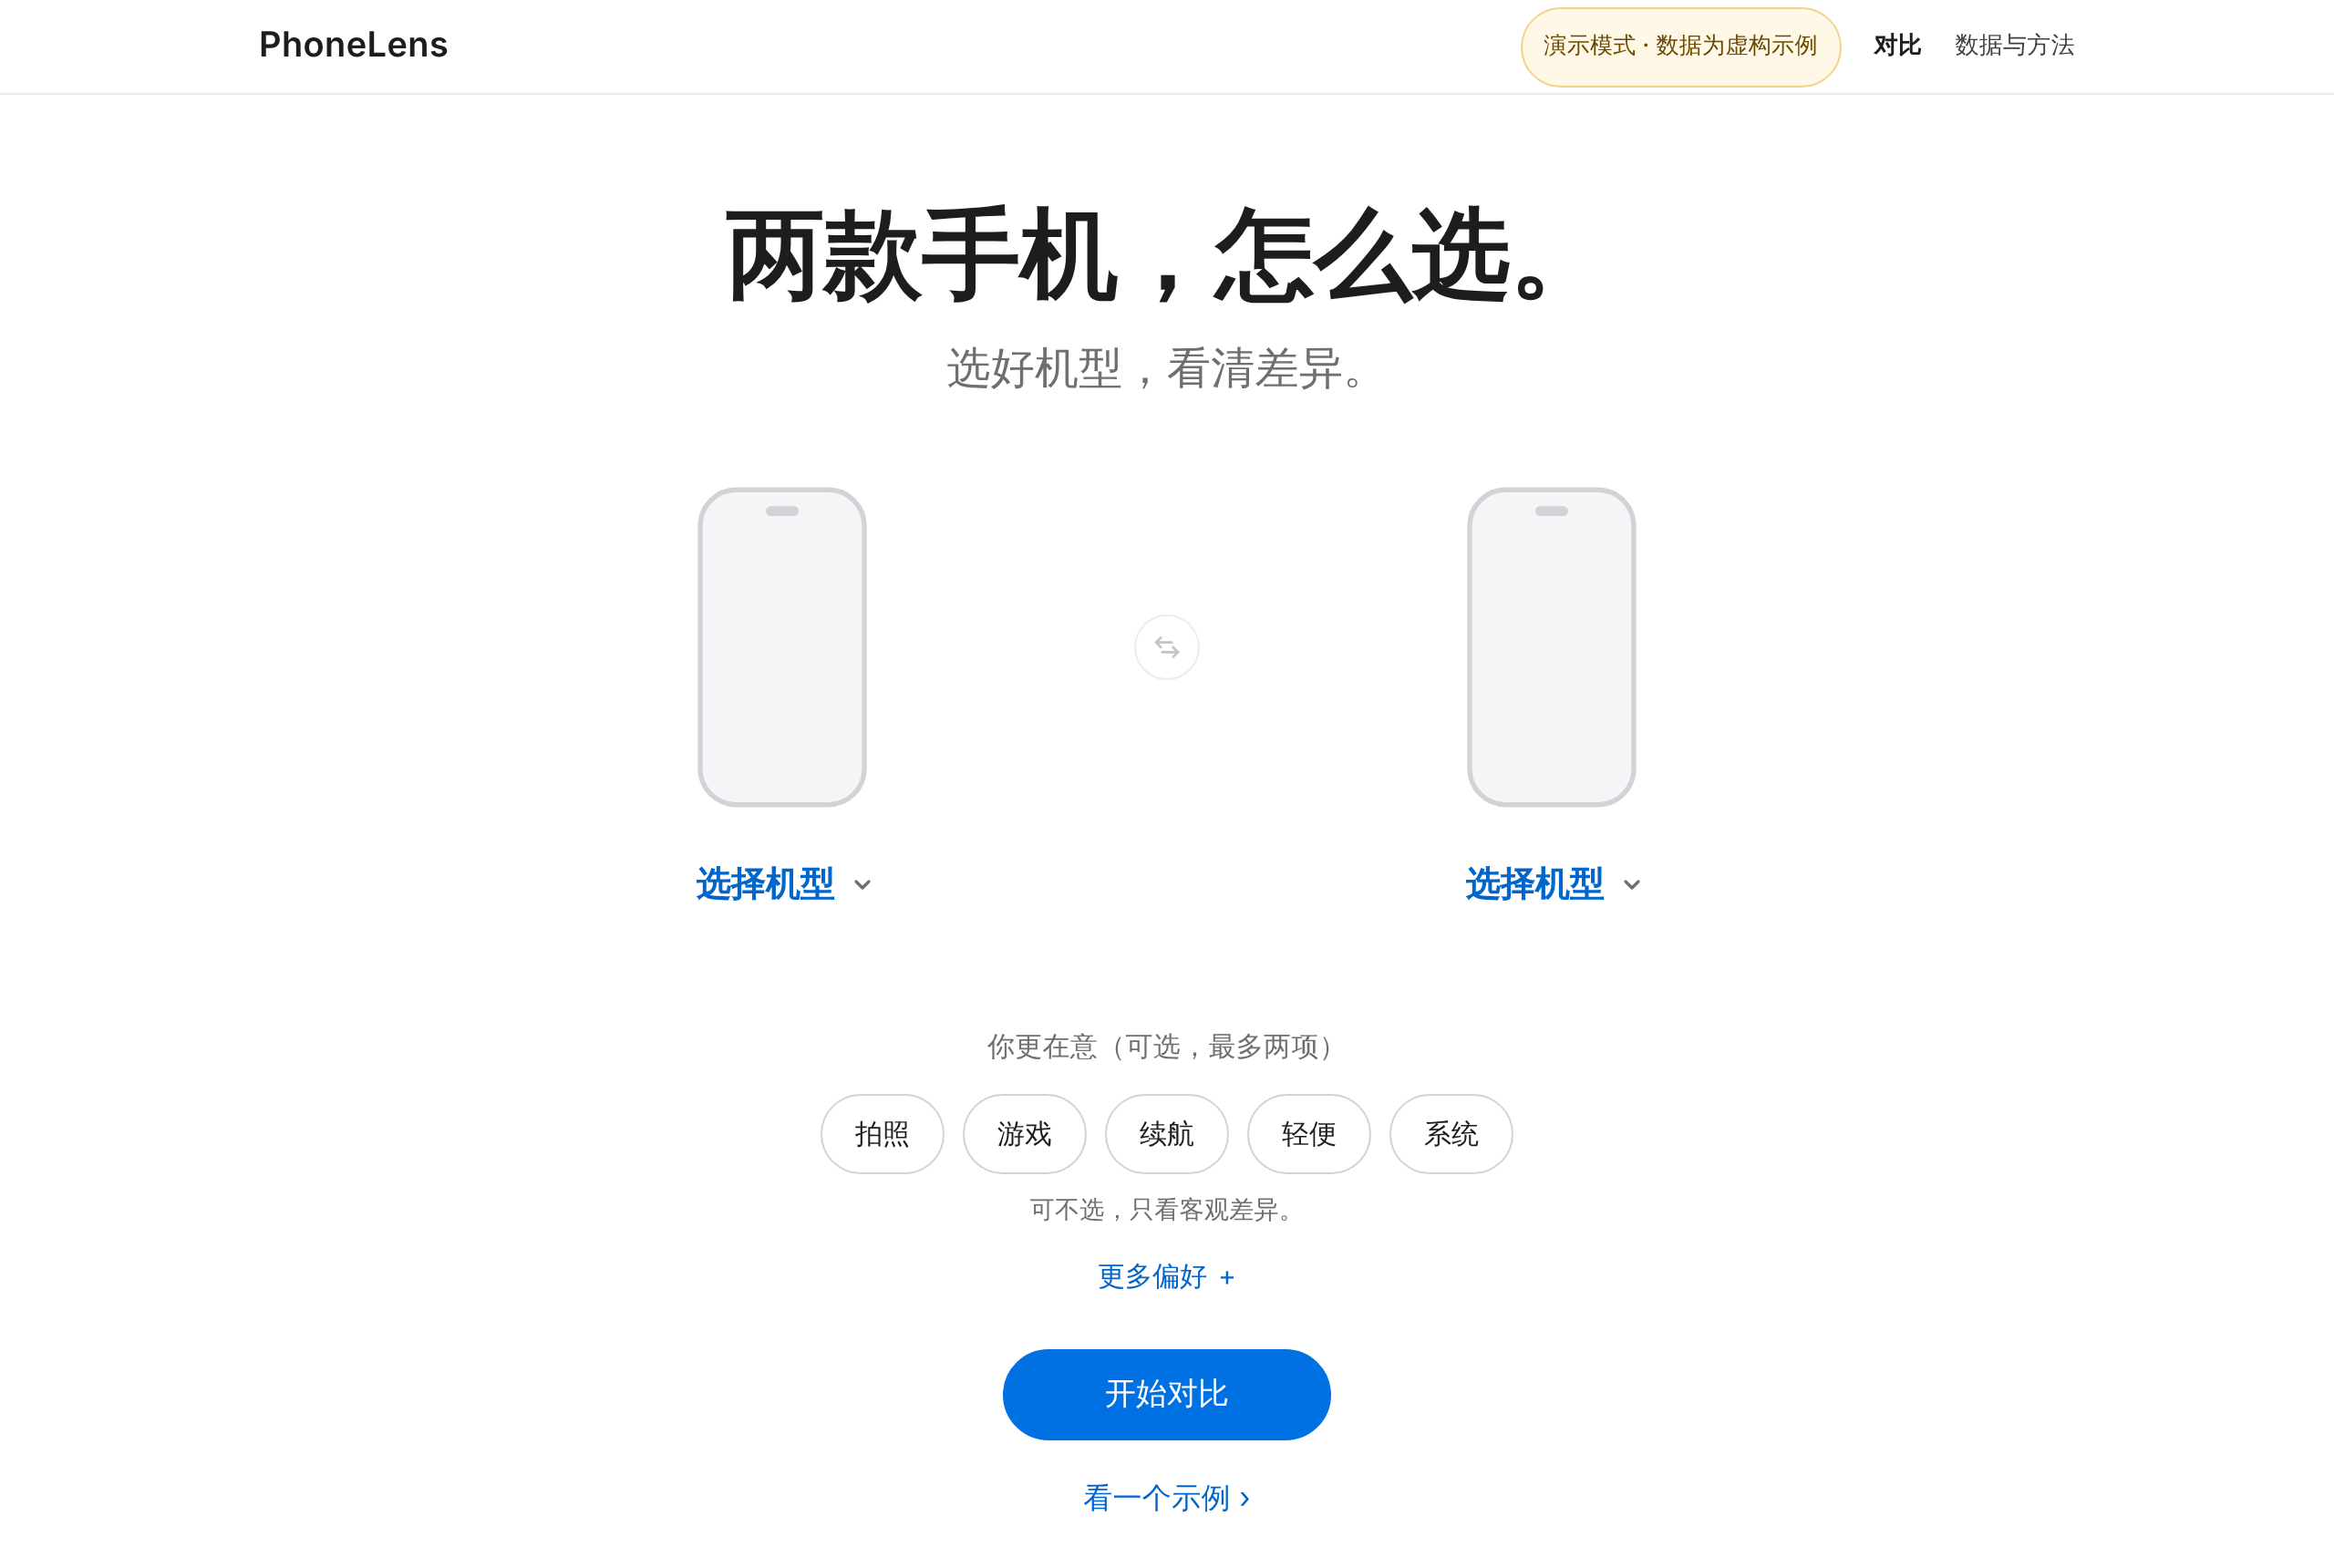 PhoneLens
演示模式 · 数据为虚构示例
对比
数据与方法
两款手机，怎么选。
选好机型，看清差异。
选择机型
选择机型
你更在意（可选，最多两项）
拍照
游戏
续航
轻便
系统
可不选，只看客观差异。
更多偏好 +
开始对比
看一个示例 ›